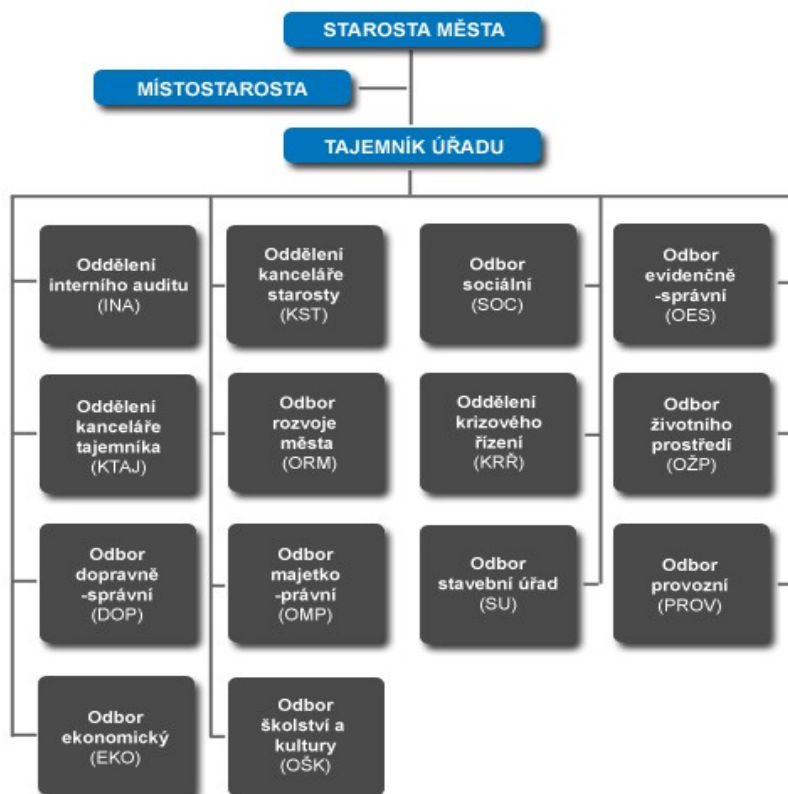 STAROSTA MĚSTA
MÍSTOSTAROSTA
TAJEMNÍK ÚŘADU
Oddělení
interního auditu
(INA)
Oddělení
kanceláře
starosty
(KST)
Odbor
sociální
(SOC)
Odbor
evidenčně
-správní
(OES)
Oddělení
kanceláře
tajemníka
(KTAJ)
Odbor
rozvoje
města
(ORM)
Oddělení
krizového
řízení
(KRŘ)
Odbor
životního
prostředí
(OŽP)
Odbor
dopravně
-správní
(DOP)
Odbor
majetko
-právní
(OMP)
Odbor
stavební úřad
(SU)
Odbor
provozní
(PROV)
Odbor
ekonomický
(EKO)
Odbor
školství a
kultury
(OŠK)